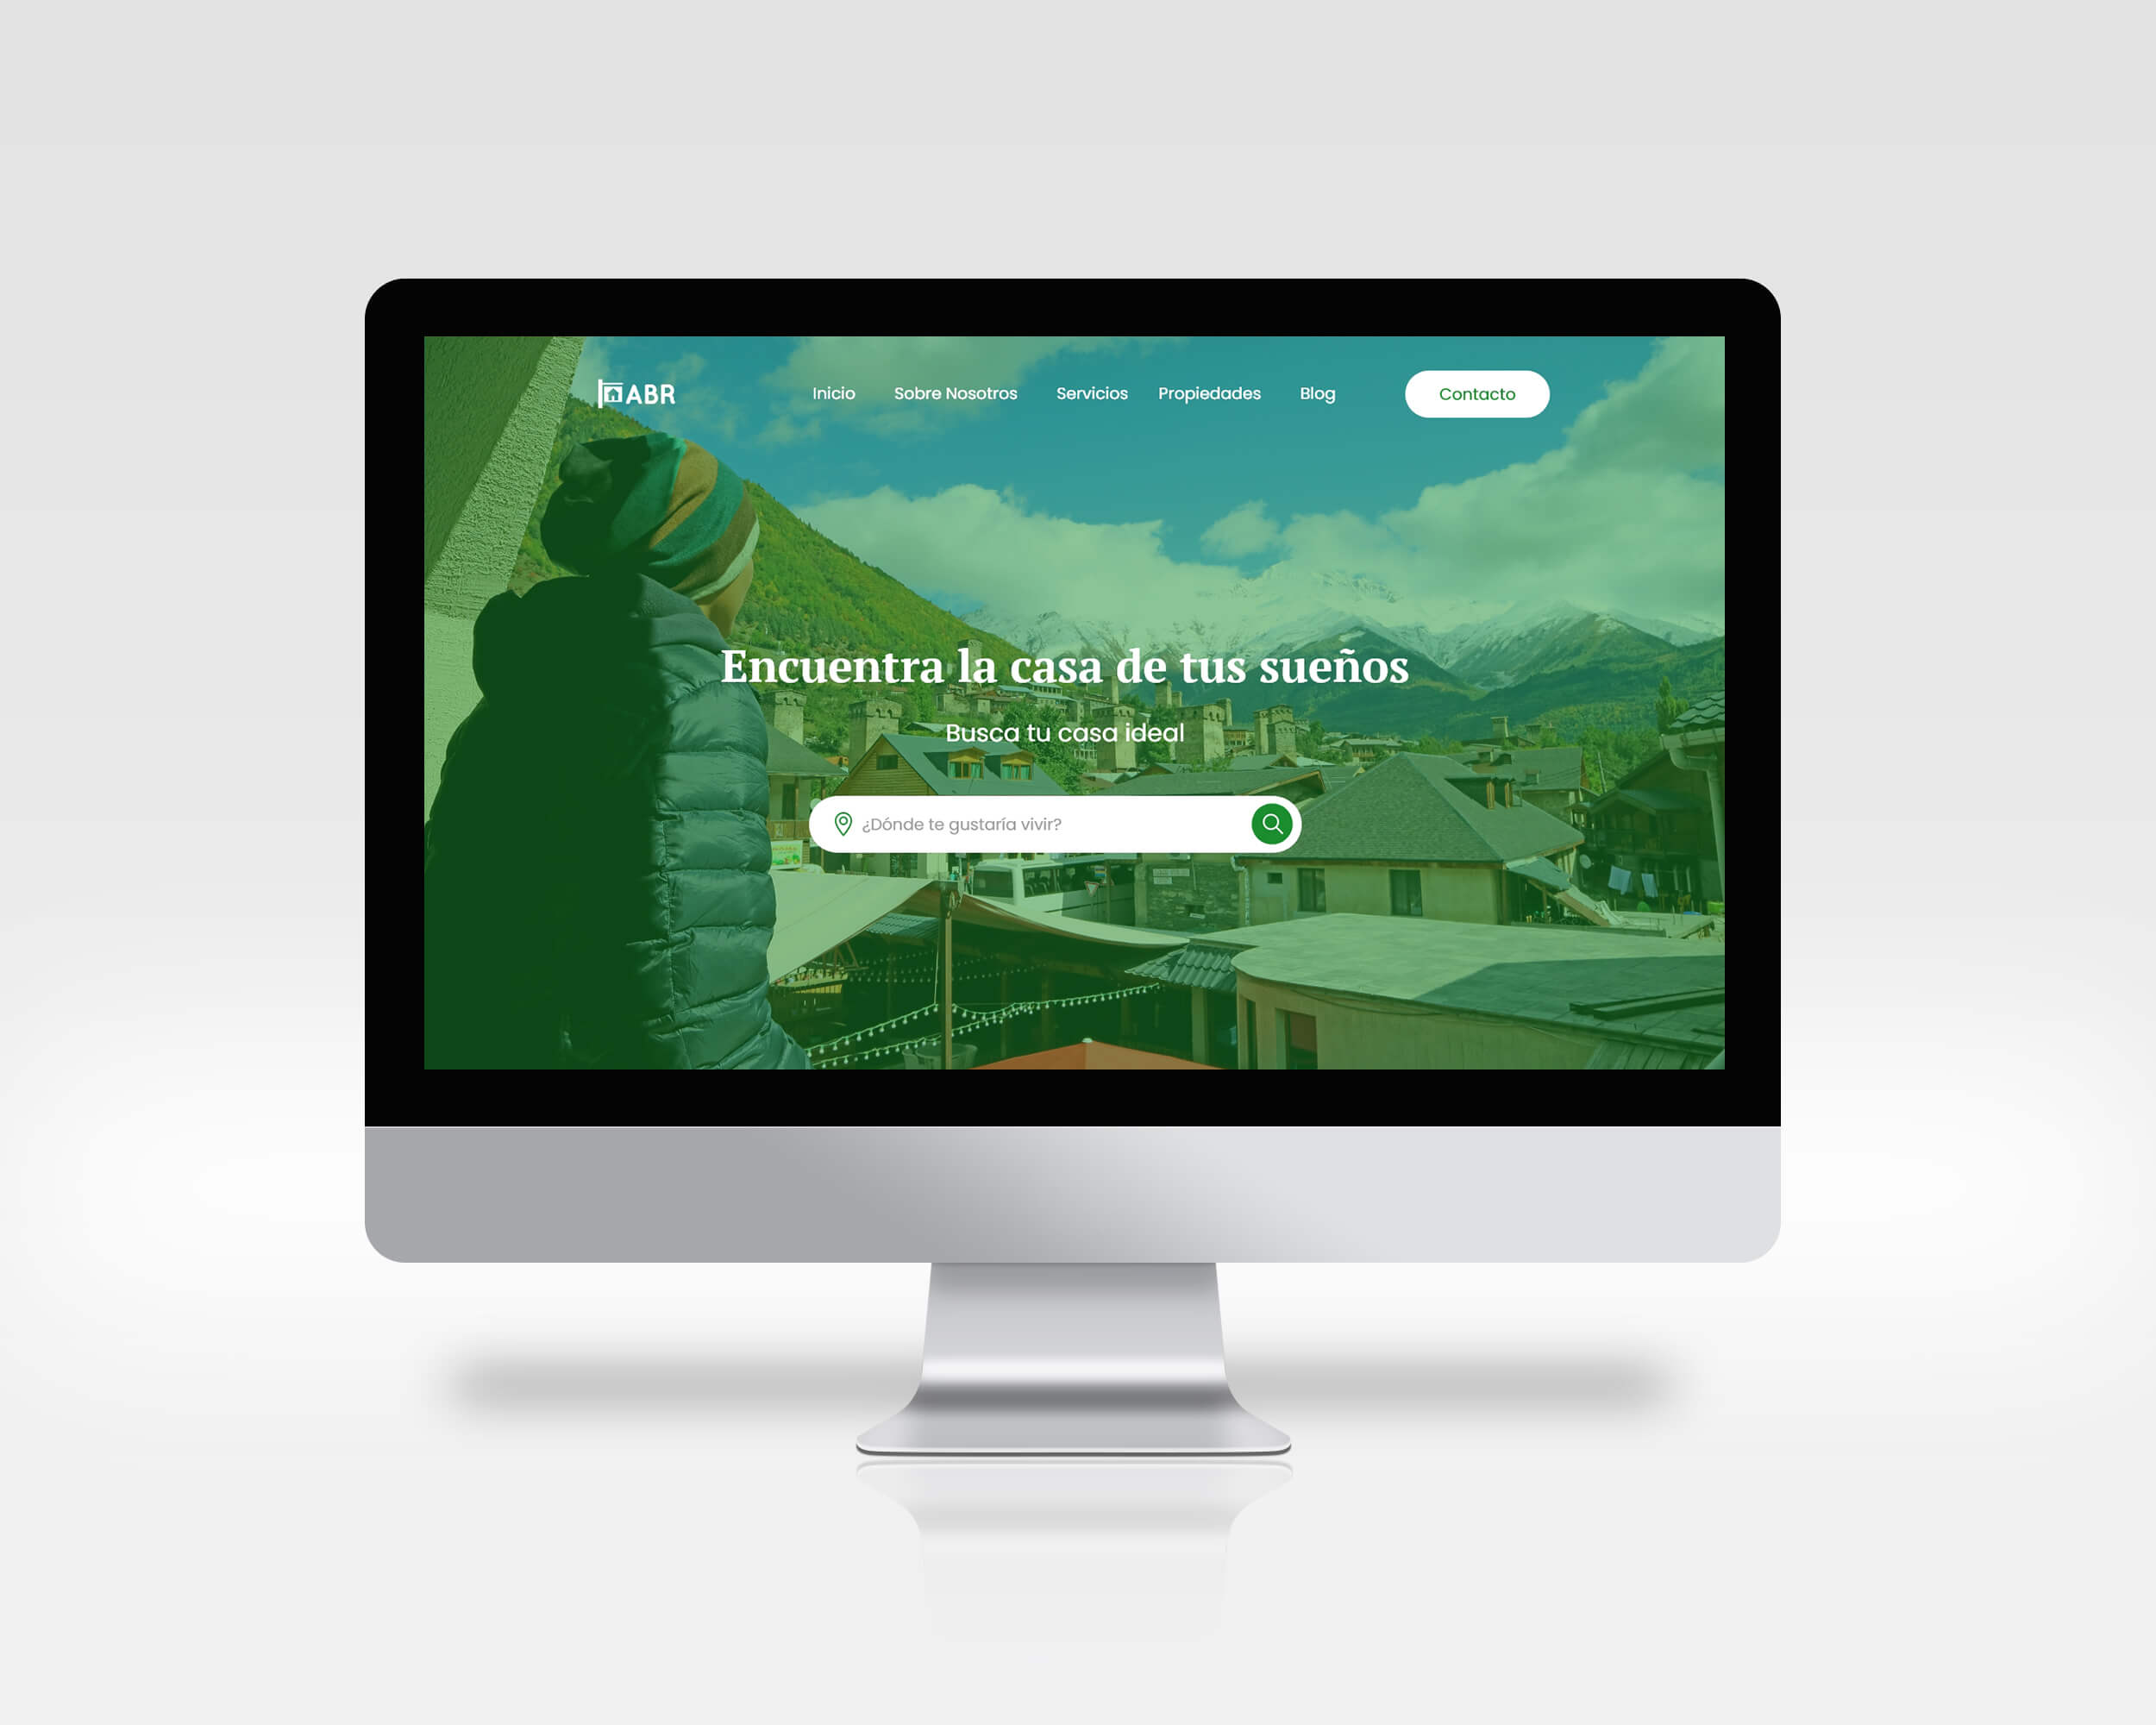 ABR
Inicio Sobre Nosotros Servicios Propiedades Blog Contacto
Encuentra la casa de tus sueños
Busca tu casa ideal
¿Dónde te gustaría vivir?